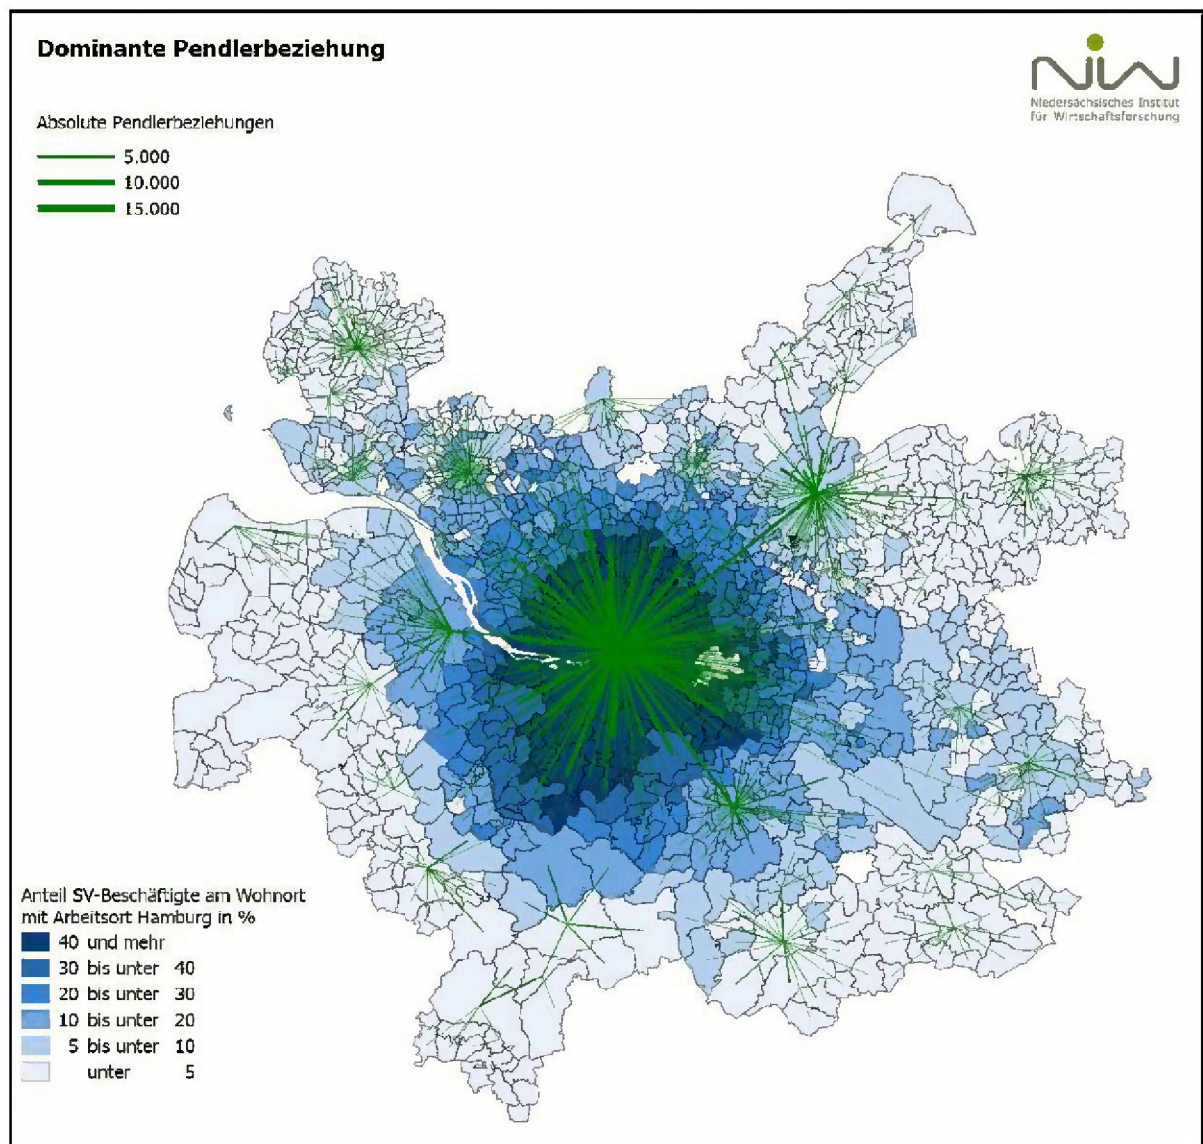 Dominante Pendlerbeziehung
NIW
Niedersächsisches Institut
für Wirtschaftsforschung
Absolute Pendlerbeziehungen
5.000
10.000
15.000
Anteil SV-Beschäftigte am Wohnort
mit Arbeitsort Hamburg in %
40 und mehr
30 bis unter 40
20 bis unter 30
10 bis unter 20
5 bis unter 10
unter 5